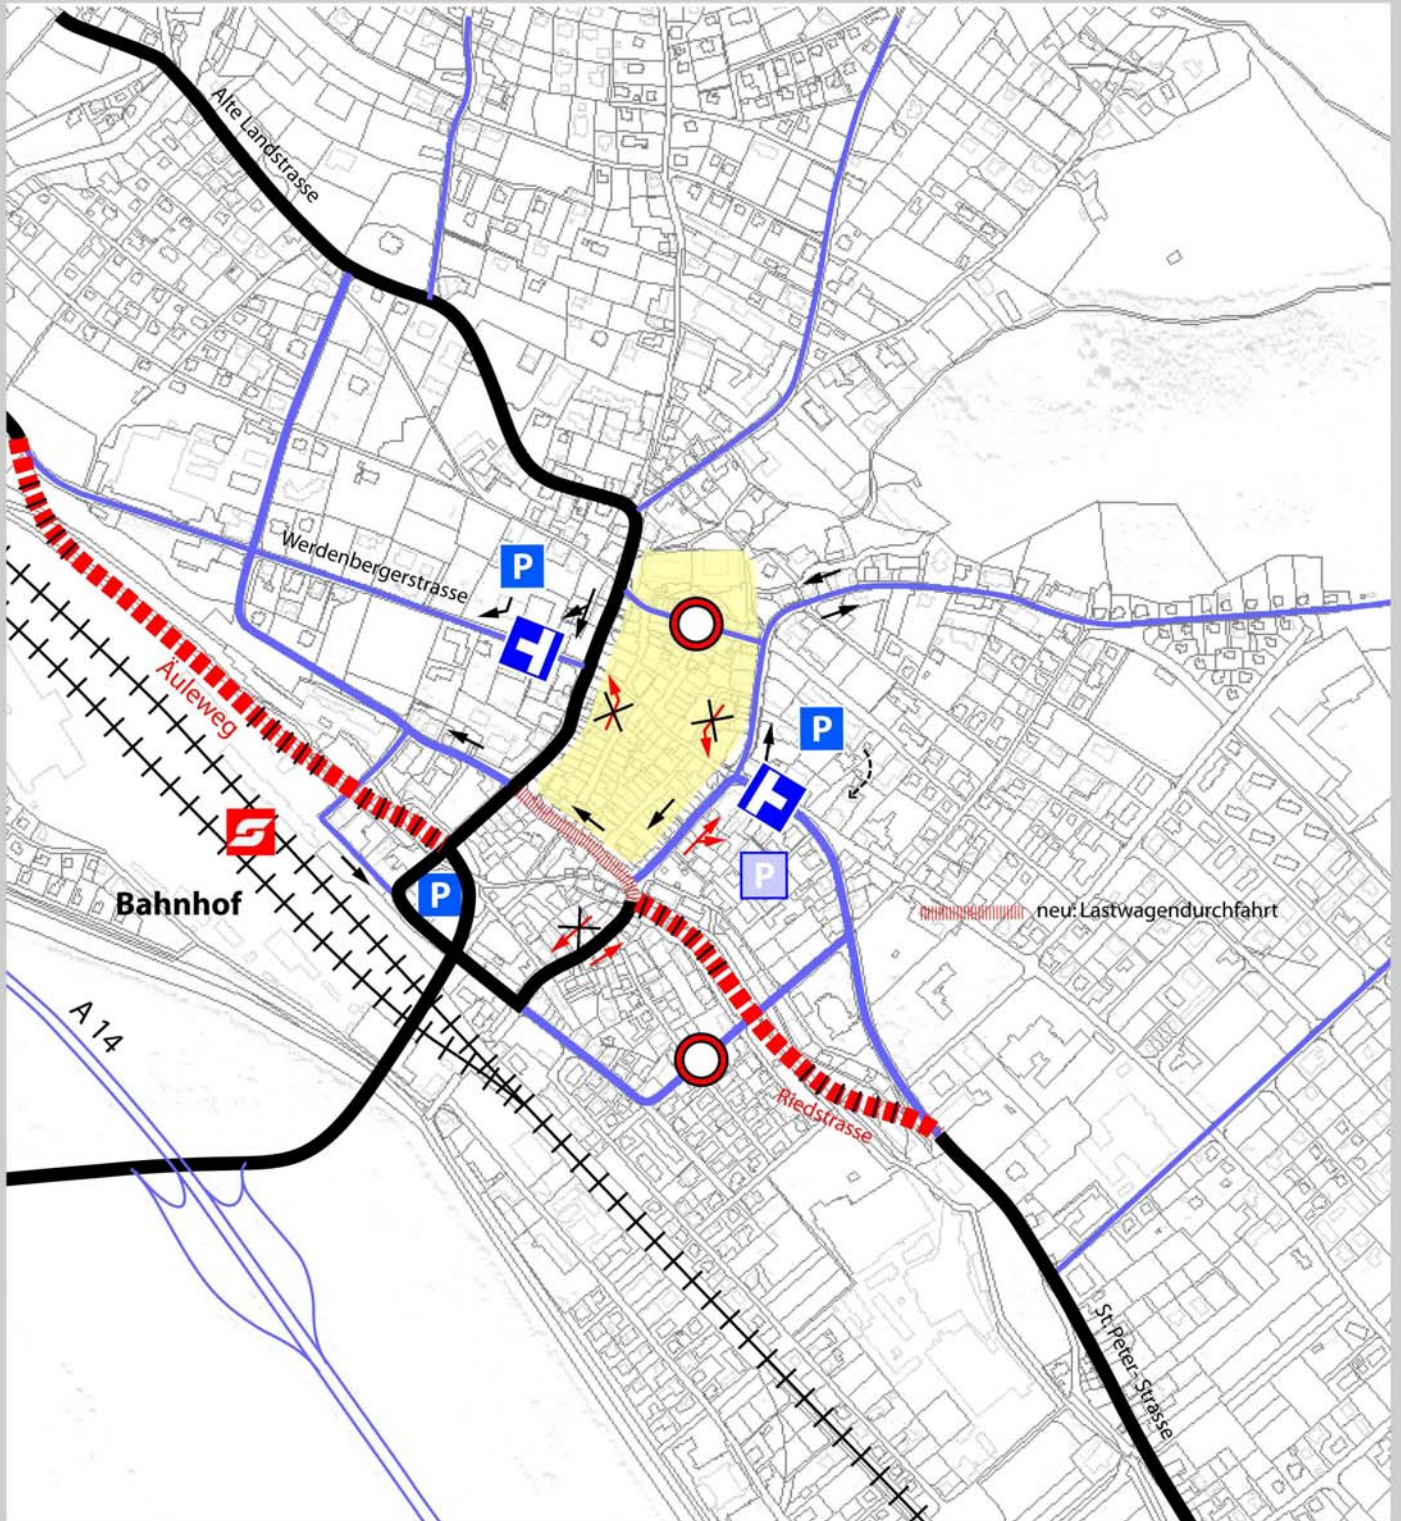 Alte Landstrasse
Werdenbergerstrasse
P
Äuleweg
P
P
P
Bahnhof
neu: Lastwagendurchfahrt
A 14
Riedstrasse
St. Peter- Strasse